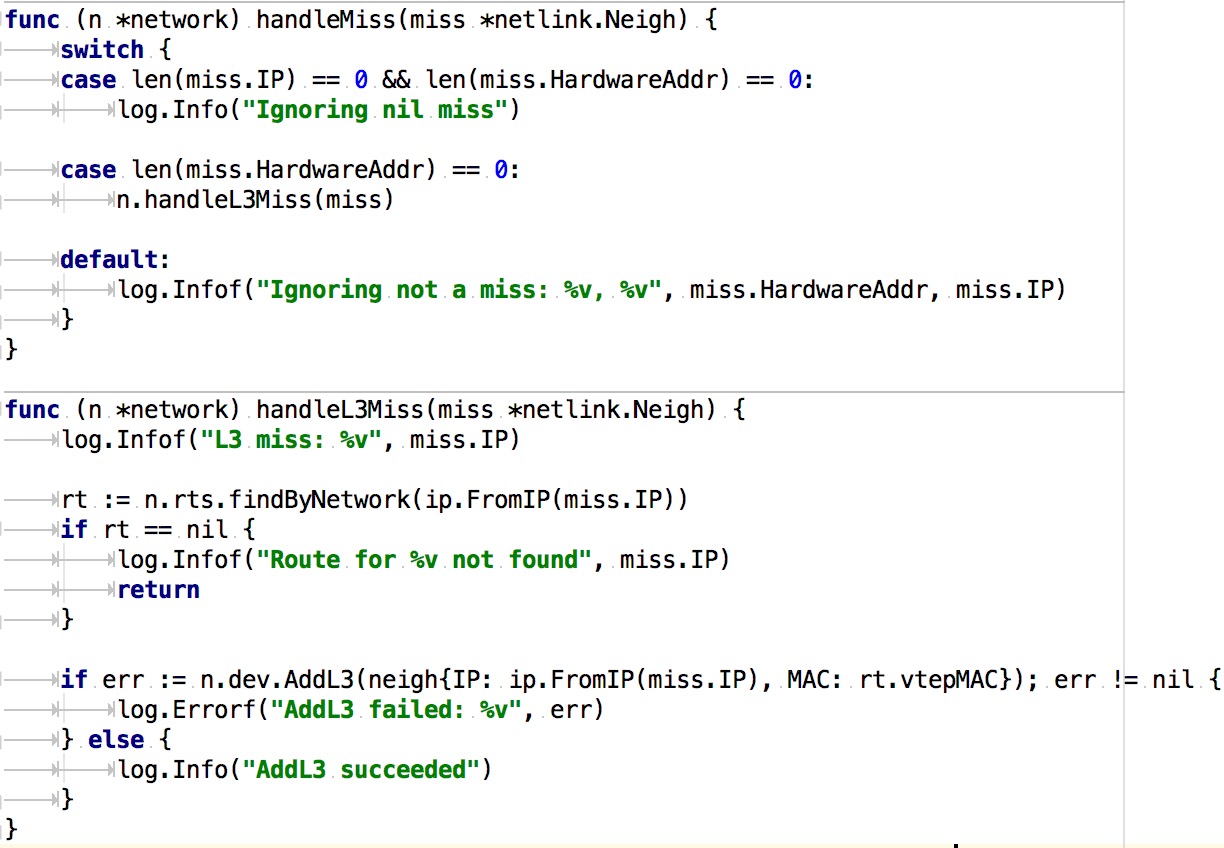 func (n *network) handleMiss(miss *netlink.Neigh) {
switch {
case len(miss.IP) == 0 && len(miss.HardwareAddr) == 0:
log.Info("Ignoring nil miss")
case len(miss.HardwareAddr) == 0:
n.handleL3Miss(miss)
default:
log.Infof("Ignoring not a miss: %v, %v", miss.HardwareAddr, miss.IP)
}
}
func (n *network) handleL3Miss(miss *netlink.Neigh) {
log.Infof("L3 miss: %v", miss.IP)
rt := n.rts.findByNetwork(ip.FromIP(miss.IP))
if rt == nil {
log.Infof("Route for %v not found", miss.IP)
return
}
if err := n.dev.AddL3(neigh{IP: ip.FromIP(miss.IP), MAC: rt.vtepMAC}); err != nil {
log.Errorf("AddL3 failed: %v", err)
} else {
log.Info("AddL3 succeeded")
}
}